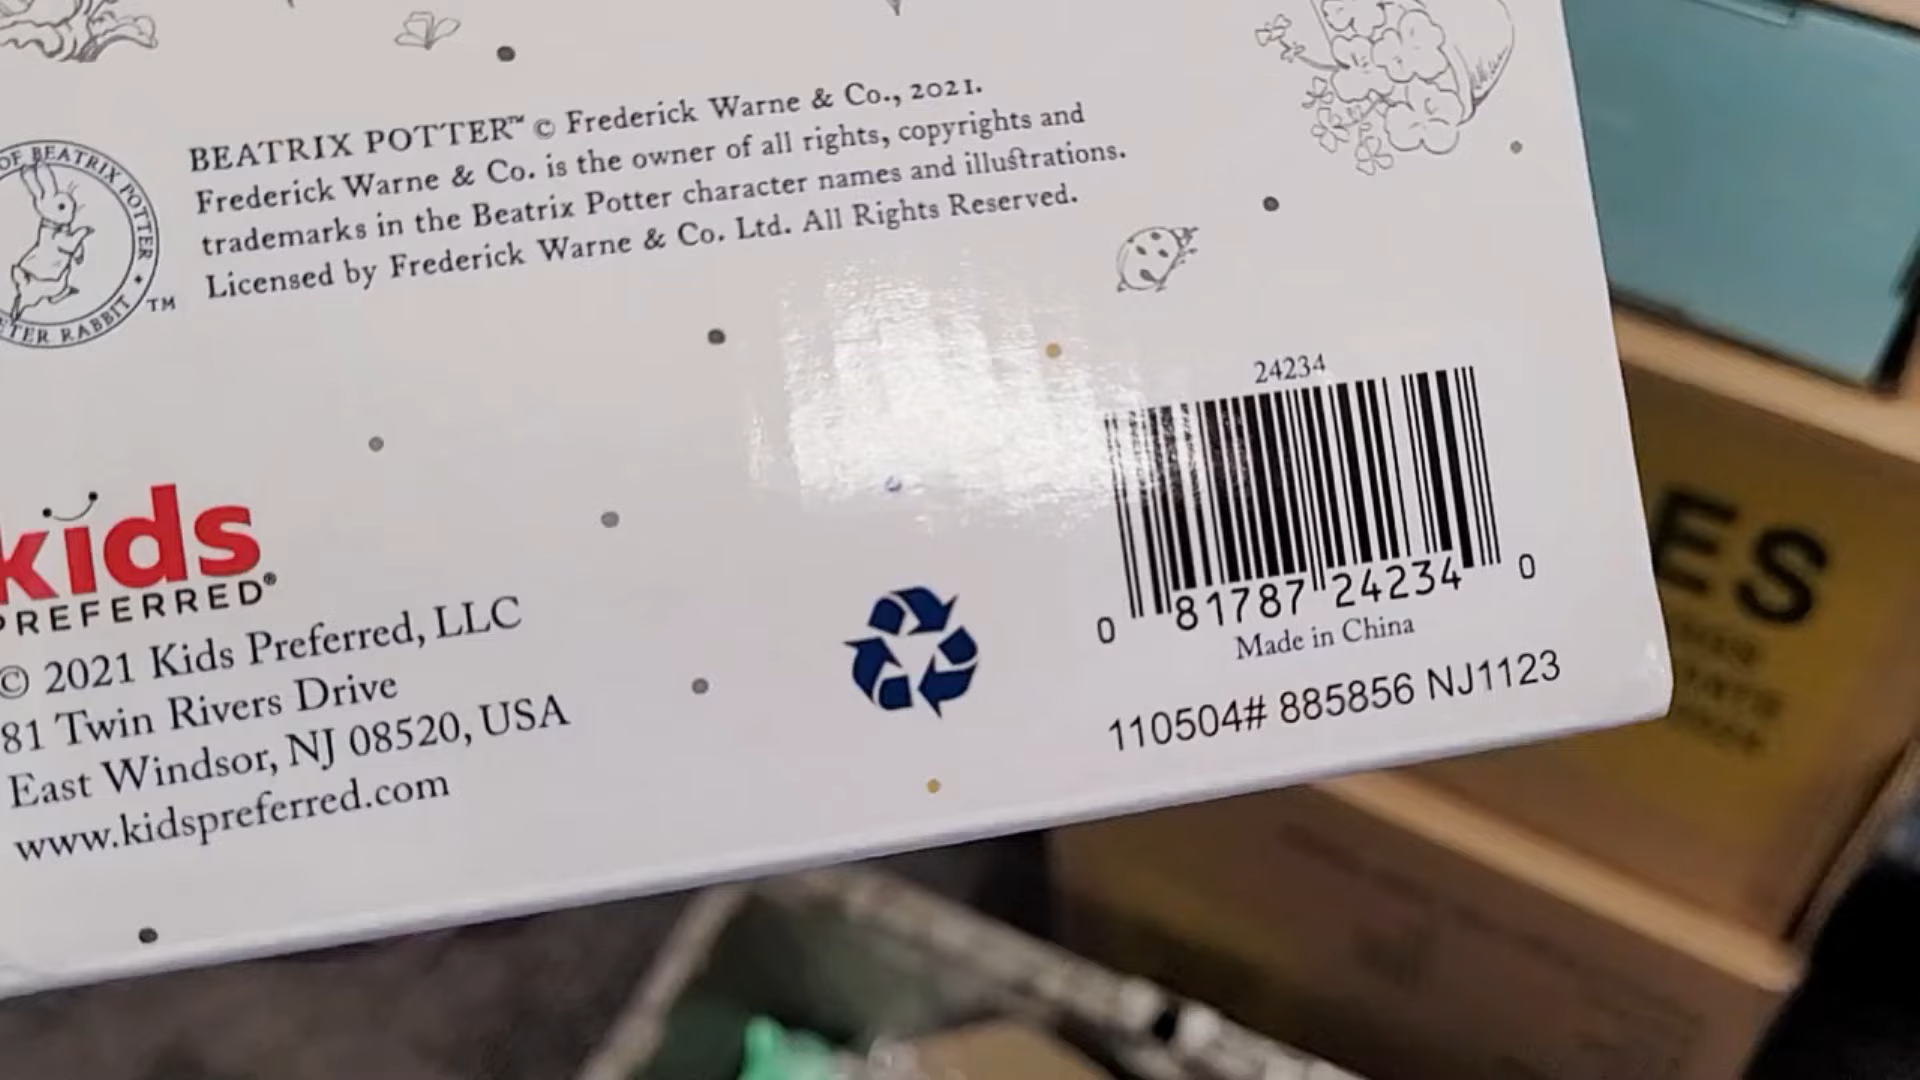 BEATRIX POTTER™ © Frederick Warne & Co., 2021.
Frederick Warne & Co. is the owner of all rights, copyrights and
trademarks in the Beatrix Potter character names and illustrations.
Licensed by Frederick Warne & Co. Ltd. All Rights Reserved.
OF BEATRIX POTTER
TER RABBIT
TM
24234
0 81787 24234 0
Made in China
110504# 885856 NJ1123
kids
PREFERRED®
© 2021 Kids Preferred, LLC
81 Twin Rivers Drive
East Windsor, NJ 08520, USA
www.kidspreferred.com
ES